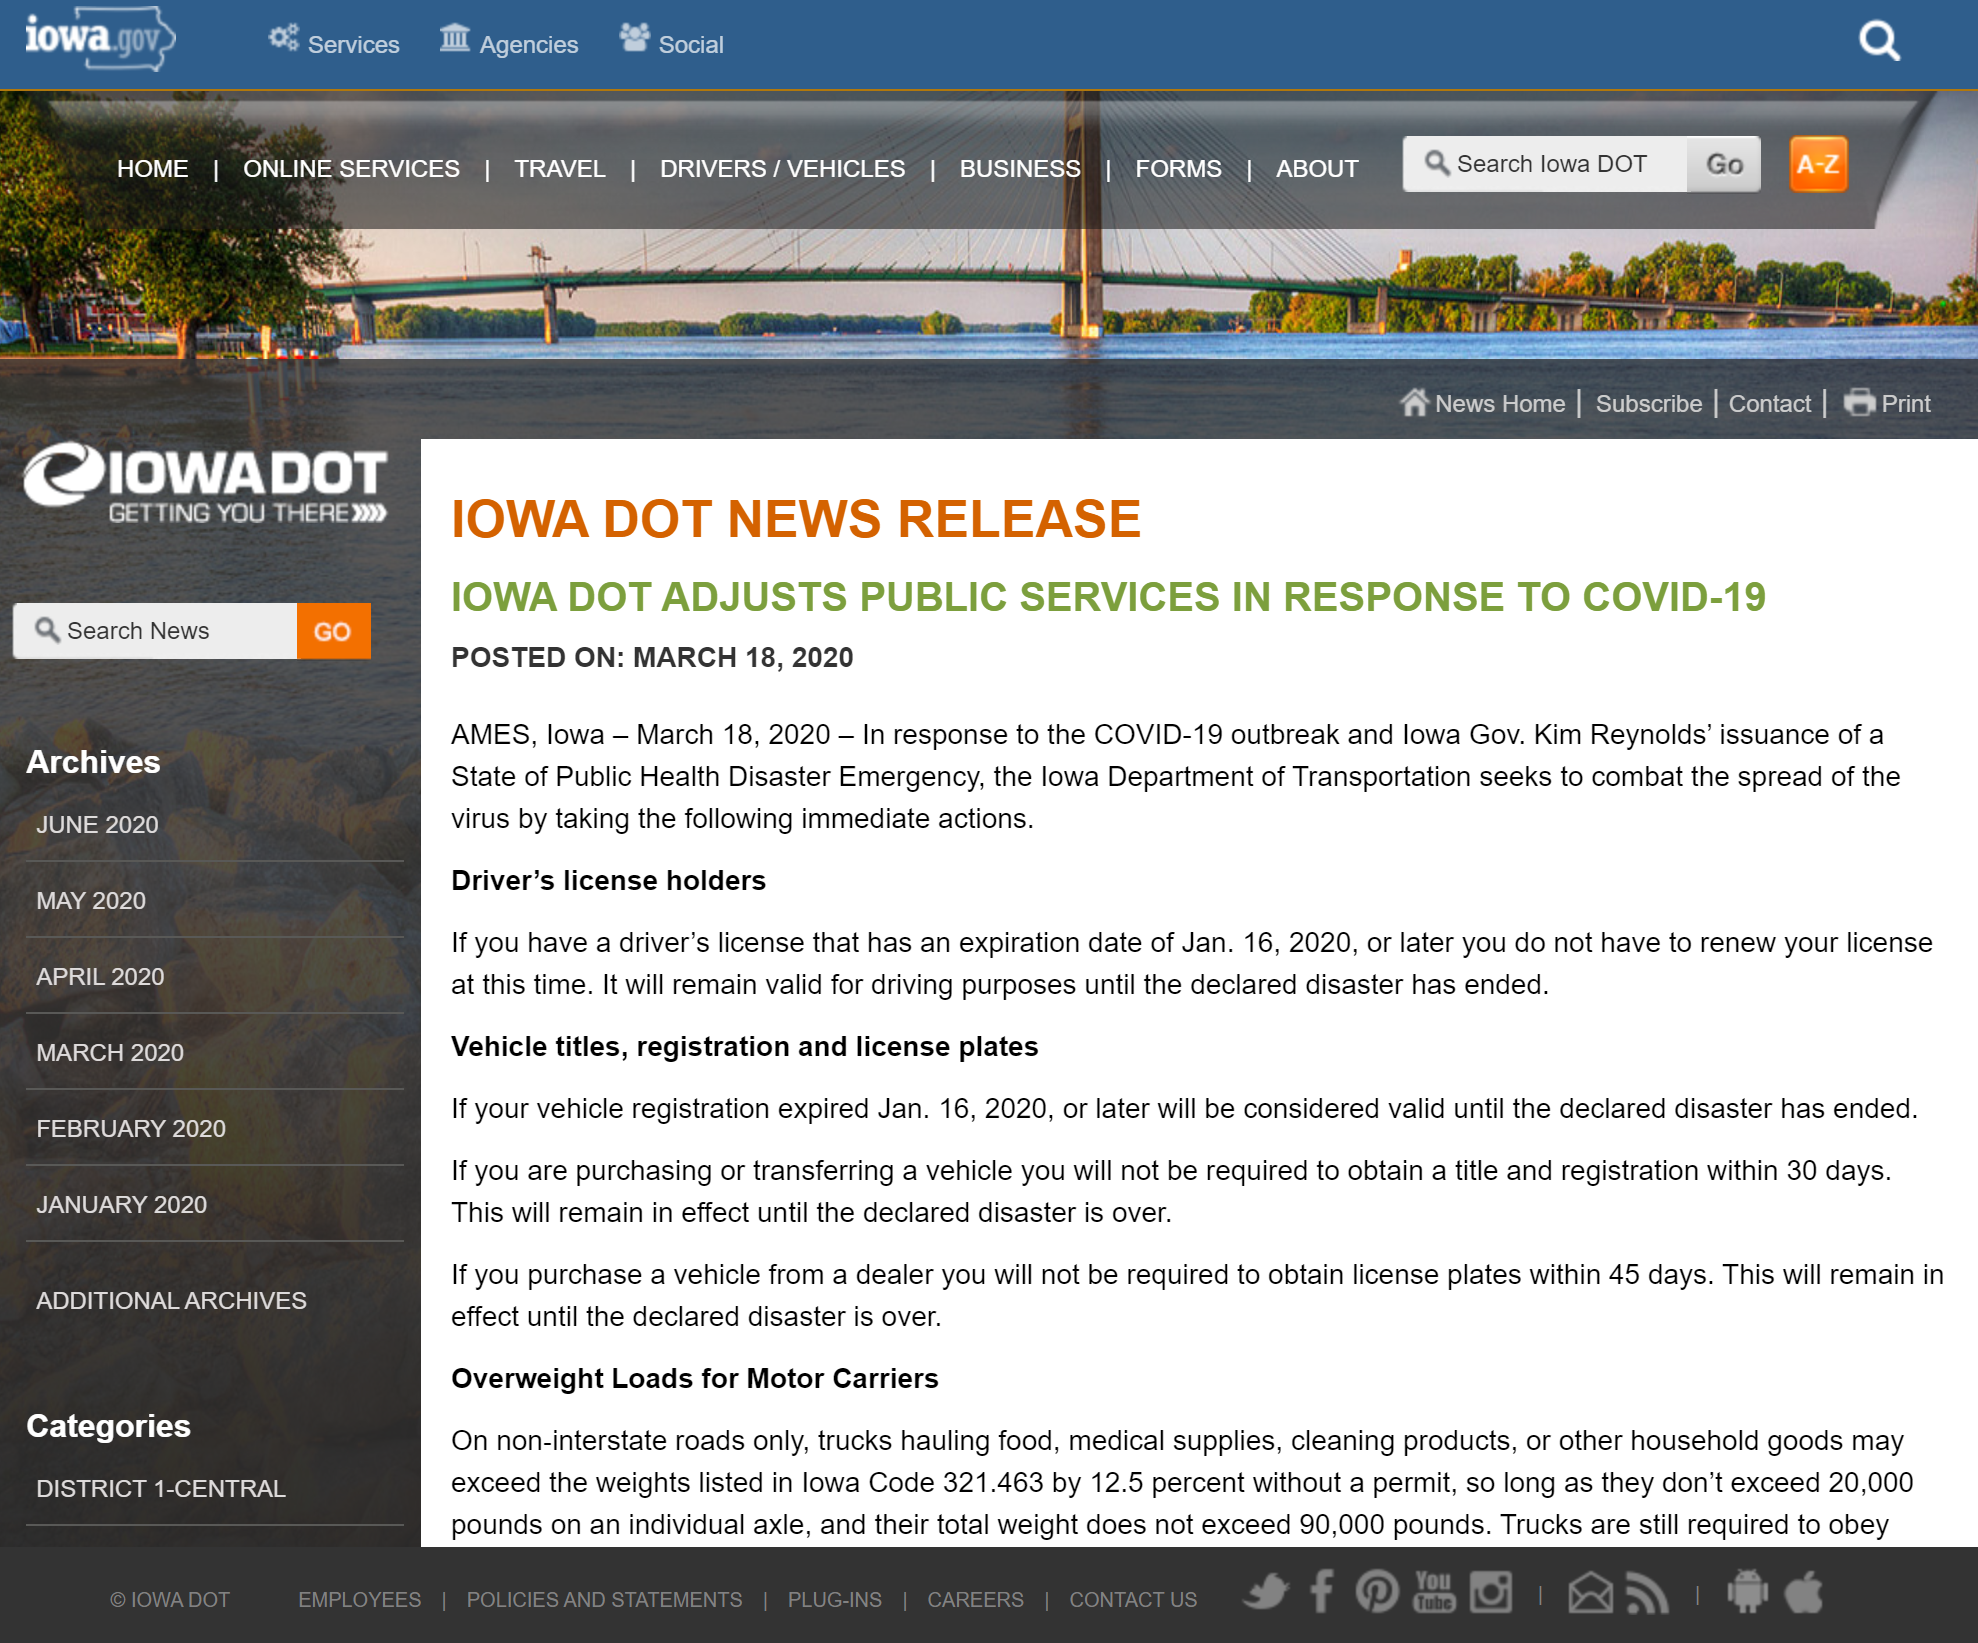 iowa.gov
Services
Agencies
Social
HOME | ONLINE SERVICES | TRAVEL | DRIVERS / VEHICLES | BUSINESS | FORMS | ABOUT
Search Iowa DOT
Go
A-Z
News Home | Subscribe | Contact | Print
IOWADOT
GETTING YOU THERE
Search News
GO
Archives
JUNE 2020
MAY 2020
APRIL 2020
MARCH 2020
FEBRUARY 2020
JANUARY 2020
ADDITIONAL ARCHIVES
Categories
DISTRICT 1-CENTRAL
IOWA DOT NEWS RELEASE
IOWA DOT ADJUSTS PUBLIC SERVICES IN RESPONSE TO COVID-19
POSTED ON: MARCH 18, 2020
AMES, Iowa – March 18, 2020 – In response to the COVID-19 outbreak and Iowa Gov. Kim Reynolds’ issuance of a
State of Public Health Disaster Emergency, the Iowa Department of Transportation seeks to combat the spread of the
virus by taking the following immediate actions.
Driver’s license holders
If you have a driver’s license that has an expiration date of Jan. 16, 2020, or later you do not have to renew your license
at this time. It will remain valid for driving purposes until the declared disaster has ended.
Vehicle titles, registration and license plates
If your vehicle registration expired Jan. 16, 2020, or later will be considered valid until the declared disaster has ended.
If you are purchasing or transferring a vehicle you will not be required to obtain a title and registration within 30 days.
This will remain in effect until the declared disaster is over.
If you purchase a vehicle from a dealer you will not be required to obtain license plates within 45 days. This will remain in
effect until the declared disaster is over.
Overweight Loads for Motor Carriers
On non-interstate roads only, trucks hauling food, medical supplies, cleaning products, or other household goods may
exceed the weights listed in Iowa Code 321.463 by 12.5 percent without a permit, so long as they don’t exceed 20,000
pounds on an individual axle, and their total weight does not exceed 90,000 pounds. Trucks are still required to obey
© IOWA DOT
EMPLOYEES | POLICIES AND STATEMENTS | PLUG-INS | CAREERS | CONTACT US
You
Tube